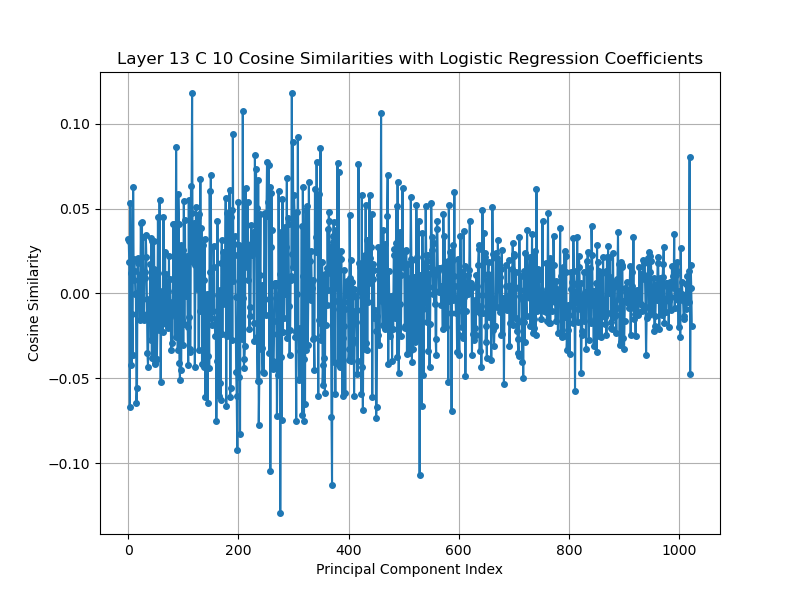 Layer 13 C 10 Cosine Similarities with Logistic Regression Coefficients
0.10
0.05
0.00
−0.05
−0.10
Cosine Similarity
0 200 400 600 800 1000
Principal Component Index